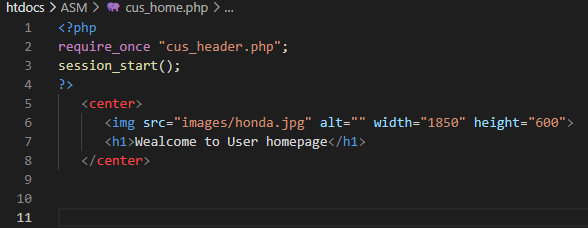 htdocs > ASM > cus_home.php > ...
1 <?php
2 require_once "cus_header.php";
3 session_start();
4 ?>
5 <center>
6 <img src="images/honda.jpg" alt="" width="1850" height="600">
7 <h1>Wealcome to User homepage</h1>
8 </center>
9
10
11